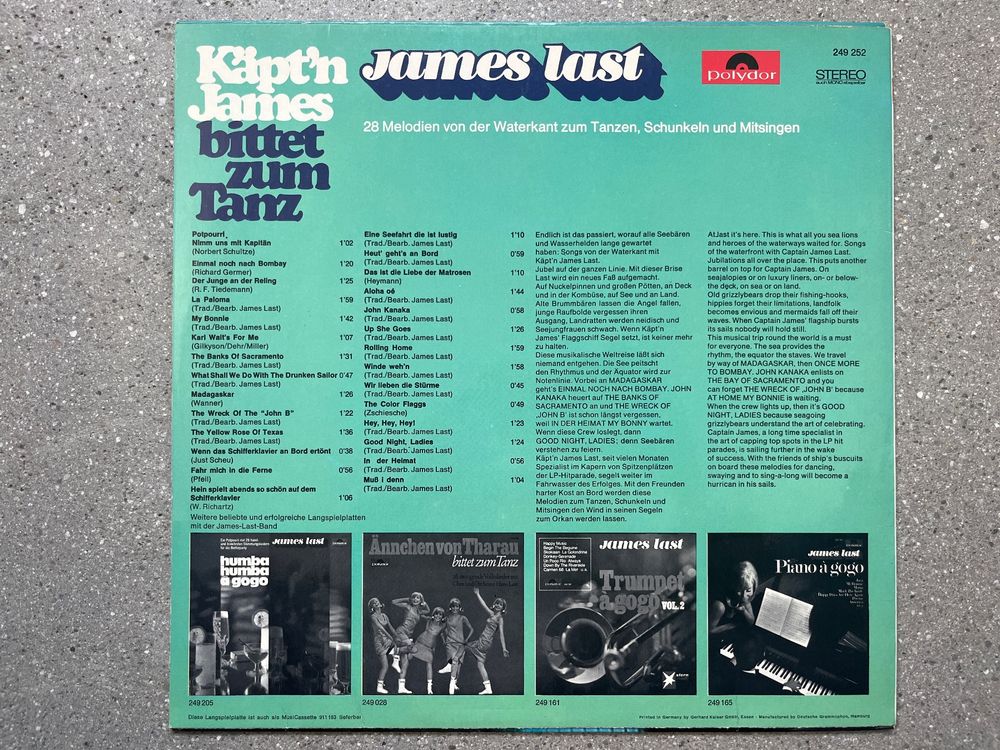 Käpt'n
James
bittet
zum
Tanz
James Last
polydor
249 252
STEREO
auch MONO abspielbar
28 Melodien von der Waterkant zum Tanzen, Schunkeln und Mitsingen
Potpourri
Nimm uns mit Kapitän 1'02
(Norbert Schultze)
Einmal noch nach Bombay 1'20
(Richard Germer)
Der Junge an der Reling 1'25
(R. F. Tiedemann)
La Paloma 1'59
(Trad./Bearb. James Last)
My Bonnie 1'42
(Trad./Bearb. James Last)
Karl Wait's For Me 1'07
(Gilkyson/Dehr/Miller)
The Banks Of Sacramento 1'31
(Trad./Bearb. James Last)
What Shall We Do With The Drunken Sailor 0'47
(Trad./Bearb. James Last)
Madagaskar 1'26
(Wanner)
The Wreck Of The "John B" 1'22
(Trad./Bearb. James Last)
The Yellow Rose Of Texas 1'36
(Trad./Bearb. James Last)
Wenn das Schifferklavier an Bord ertönt 0'38
(Just Scheu)
Fahr mich in die Ferne 0'56
(Pfeil)
Hein spielt abends so schön auf dem
Schifferklavier 1'06
(W. Richartz)
Weitere beliebte und erfolgreiche Langspielplatten
mit der James-Last-Band
Eine Seefahrt die ist lustig 1'10
(Trad./Bearb. James Last)
Heut' geht's an Bord 0'59
(Trad./Bearb. James Last)
Das ist die Liebe der Matrosen 1'10
(Heymann)
Aloha oé 1'44
(Trad./Bearb. James Last)
John Kanaka 0'58
(Trad./Bearb. James Last)
Up She Goes 1'26
(Trad./Bearb. James Last)
Rolling Home 1'59
(Trad./Bearb. James Last)
Winde weh'n 1'58
(Trad./Bearb. James Last)
Wir lieben die Stürme 0'45
(Trad./Bearb. James Last)
The Color Flaggs 0'49
(Zschiesche)
Hey, Hey, Hey! 1'23
(Trad./Bearb. James Last)
Good Night, Ladies 1'24
(Trad./Bearb. James Last)
In der Heimat 0'56
(Trad./Bearb. James Last)
Muß i denn 1'04
(Trad./Bearb. James Last)
Endlich ist das passiert, worauf alle Seebären
und Wasserhelden lange gewartet
haben: Songs von der Waterkant mit
Käpt'n James Last.
Jubel auf der ganzen Linie. Mit dieser Brise
Last wird ein neues Faß aufgemacht.
Auf Nuckelpinnen und großen Pötten, an Deck
und in der Kombüse, auf See und an Land.
Alte Brummbären lassen die Angel fallen,
junge Raufbolde vergessen ihren
Ausgang, Landratten werden neidisch und
Seejungfrauen schwach. Wenn Käpt'n
James' Flaggschiff Segel setzt, ist keiner mehr
zu halten.
Diese musikalische Weltreise läßt sich
niemand entgehen. Die See peitscht
den Rhythmus und der Äquator wird zur
Notenlinie. Vorbei an MADAGASKAR
geht's EINMAL NOCH NACH BOMBAY. JOHN
KANAKA heuert auf THE BANKS OF
SACRAMENTO an und THE WRECK OF
,JOHN B' ist schön längst vergessen,
weil IN DER HEIMAT MY BONNY wartet.
Wenn diese Crew loslegt, dann
GOOD NIGHT, LADIES; denn Seebären
verstehen zu feiern.
Käpt'n James Last, seit vielen Monaten
Spezialist im Kapern von Spitzenplätzen
der LP-Hitparade, segelt weiter im
Fahrwasser des Erfolges. Mit den Freunden
harter Kost an Bord werden diese
Melodien zum Tanzen, Schunkeln und
Mitsingen den Wind in seinen Segeln
zum Orkan werden lassen.
At last it's here. This is what all you sea lions
and heroes of the waterways waited for. Songs
of the waterfront with Captain James Last.
Jubilations all over the place. This puts another
barrel on top for Captain James. On
seajalopies or on luxury liners, on- or below-
the deck, on sea or on land.
Old grizzlybears drop their fishing-hooks,
hippies forget their limitations, landfolk
becomes envious and mermaids fall off their
waves. When Captain James' flagship bursts
its sails nobody will hold still.
This musical trip round the world is a must
for everyone. The sea provides the
rhythm, the equator the staves. We travel
by way of MADAGASKAR, then ONCE MORE
TO BOMBAY. JOHN KANAKA enlists on
THE BAY OF SACRAMENTO and you
can forget THE WRECK OF ,JOHN B' because
AT HOME MY BONNIE is waiting.
When the crew lights up, then it's GOOD
NIGHT, LADIES because seagoing
grizzlybears understand the art of celebrating.
Captain James, a long time specialist in the
art of capping top spots in the LP hit
parades, is sailing further in the wake
of success. With the friends of ship's buscuits
on board these melodies for dancing,
swaying and to sing-a-long will become a
hurrican in his sails.
james last
humba
humba
a gogo
249 205
Ännchen von Tharau
bittet zum Tanz
249 028
james last
Happy Music
Begin The Beguine
Skokiaan La Golondrina
Donkey-Serenade
Un Poco Rio Always
Down By The Riverside
Carmen 68 La Mer u. a.
Trumpet
a gogo
VOL. 2
stern
249 161
james last
Piano à gogo
249 165
Diese Langspielplatte ist auch als MusiCassette 911 183 lieferbar
Printed in Germany by Gerhard Kaiser GmbH, Essen · Manufactured by Deutsche Grammophon, Hamburg